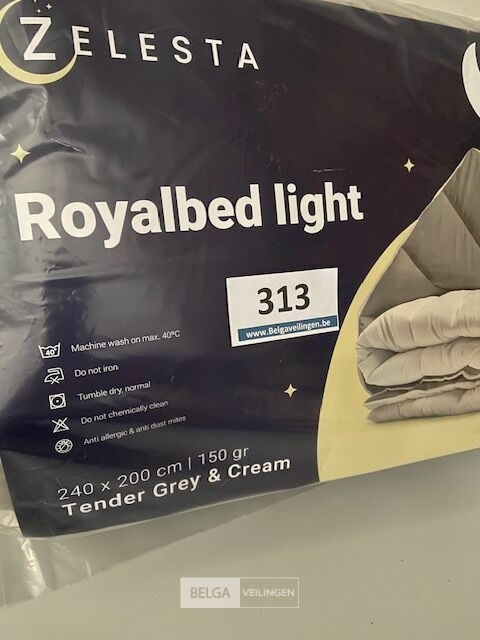 ZELESTA
Royalbed light
313
www.Belgaveilingen.be
40°
Machine wash on max. 40ºC
Do not iron
Tumble dry, normal
Do not chemically clean
Anti allergic & anti dust mites
240 x 200 cm | 150 gr
Tender Grey & Cream
BELGA VEILINGEN